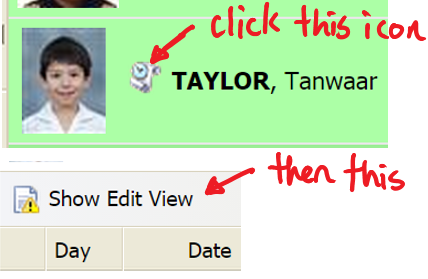 click this icon
TAYLOR, Tanwaar
then this
Show Edit View
Day Date